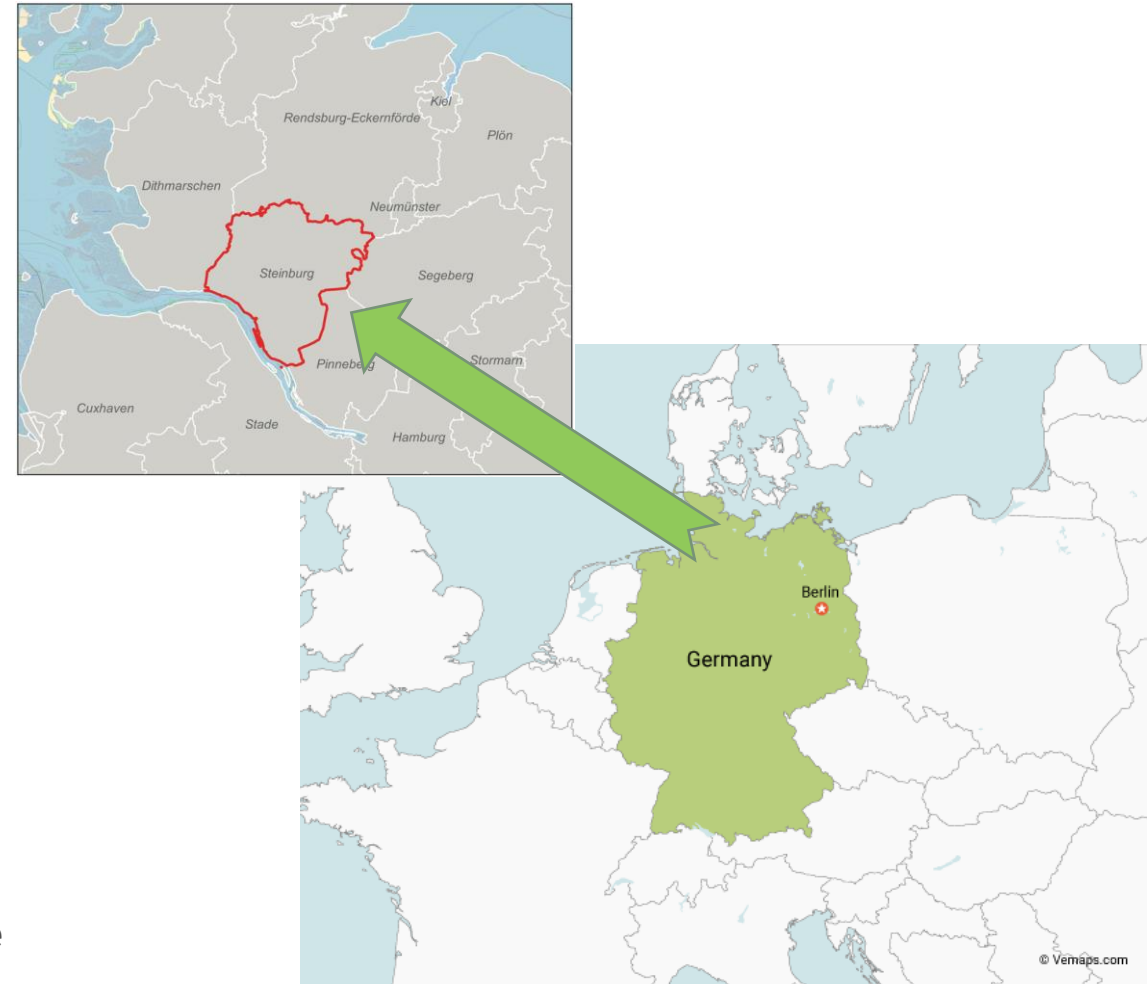 Kiel
Rendsburg-Eckernförde
Plön
Dithmarschen
Neumünster
Steinburg
Segeberg
Pinneberg
Stormarn
Cuxhaven
Stade
Hamburg
Berlin
Germany
e
© Vemaps.com